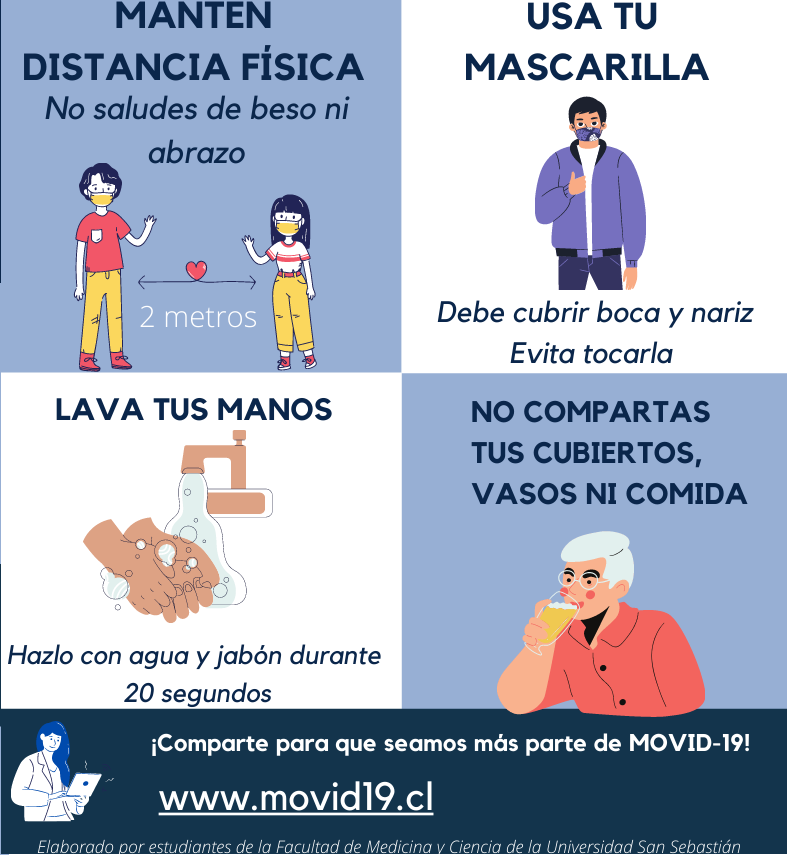 MANTÉN
DISTANCIA FÍSICA
No saludes de beso ni
abrazo
2 metros
USA TU
MASCARILLA
Debe cubrir boca y nariz
Evita tocarla
LAVA TUS MANOS
Hazlo con agua y jabón durante
20 segundos
NO COMPARTAS
TUS CUBIERTOS,
VASOS NI COMIDA
¡Comparte para que seamos más parte de MOVID-19!
www.movid19.cl
Elaborado por estudiantes de la Facultad de Medicina y Ciencia de la Universidad San Sebastián